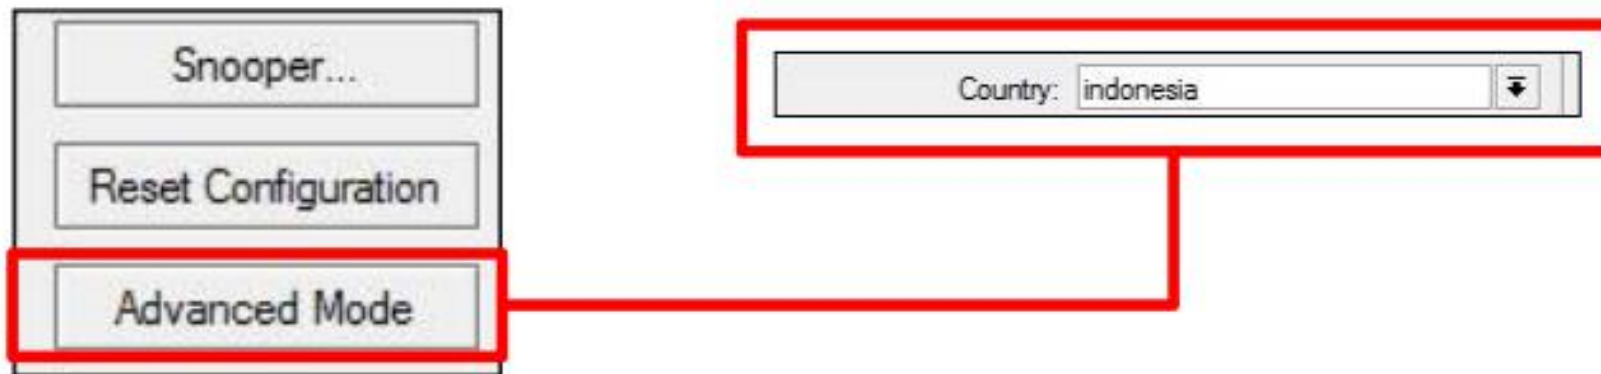 Snooper...
Reset Configuration
Advanced Mode
Country: indonesia